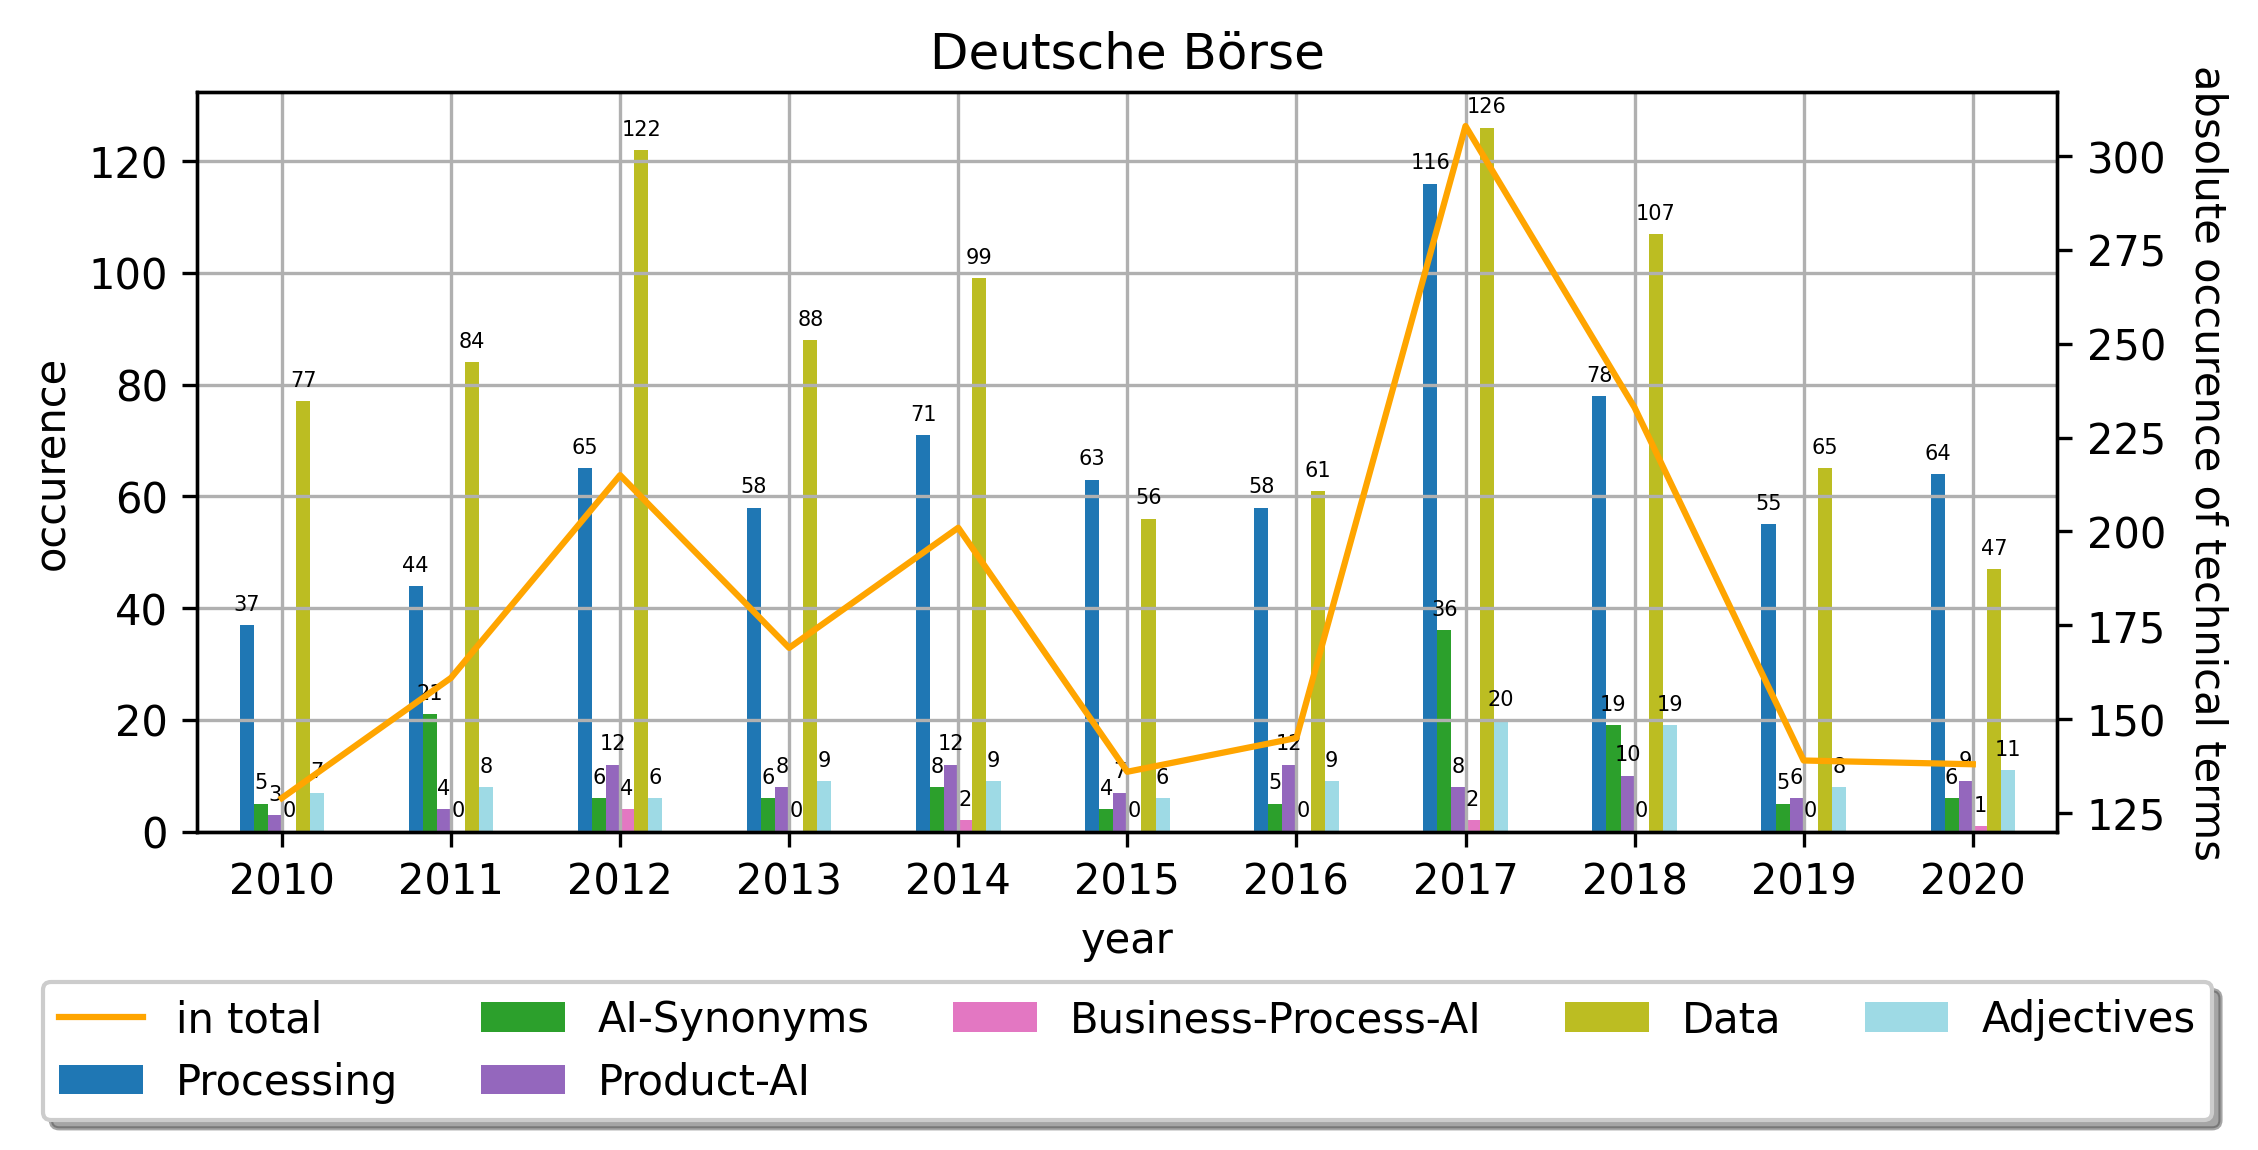 Deutsche Börse
occurence
absolute occurence of technical terms
120
100
80
60
40
20
0
300
275
250
225
200
175
150
125
37 5 3 0 77 7
44 21 4 0 84 8
65 6 12 4 122 6
58 6 8 0 88 9
71 8 12 2 99 9
63 4 7 0 56 6
58 5 12 0 61 9
116 36 8 2 126 20
78 19 10 0 107 19
55 5 6 0 65 8
64 6 9 1 47 11
2010 2011 2012 2013 2014 2015 2016 2017 2018 2019 2020
year
in total AI-Synonyms Business-Process-AI Data Adjectives
Processing Product-AI